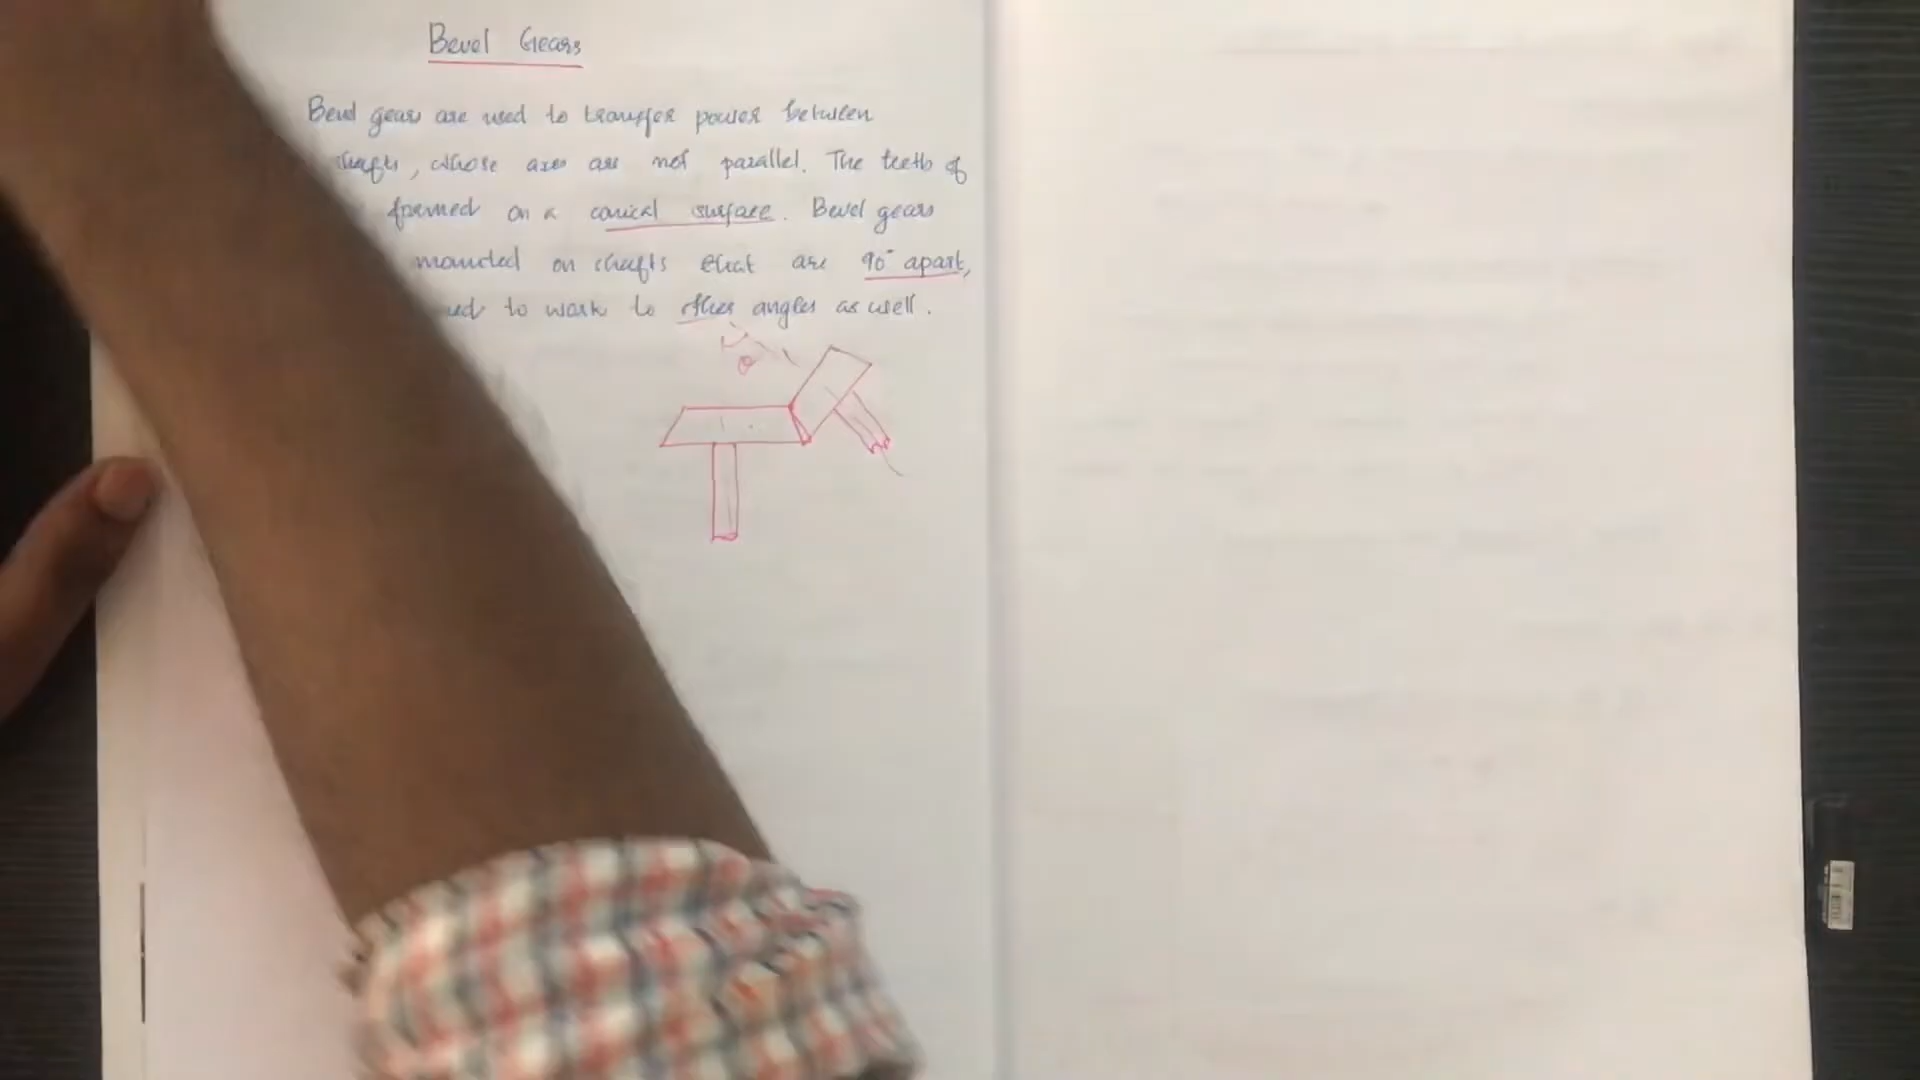 Bevel Gears
Bevel gears are used to transfer power between
shafts, whose axes are not parallel. The teeth of
formed on a conical surface. Bevel gears
mounted on shafts that are 90° apart,
to work to other angles as well.
θ